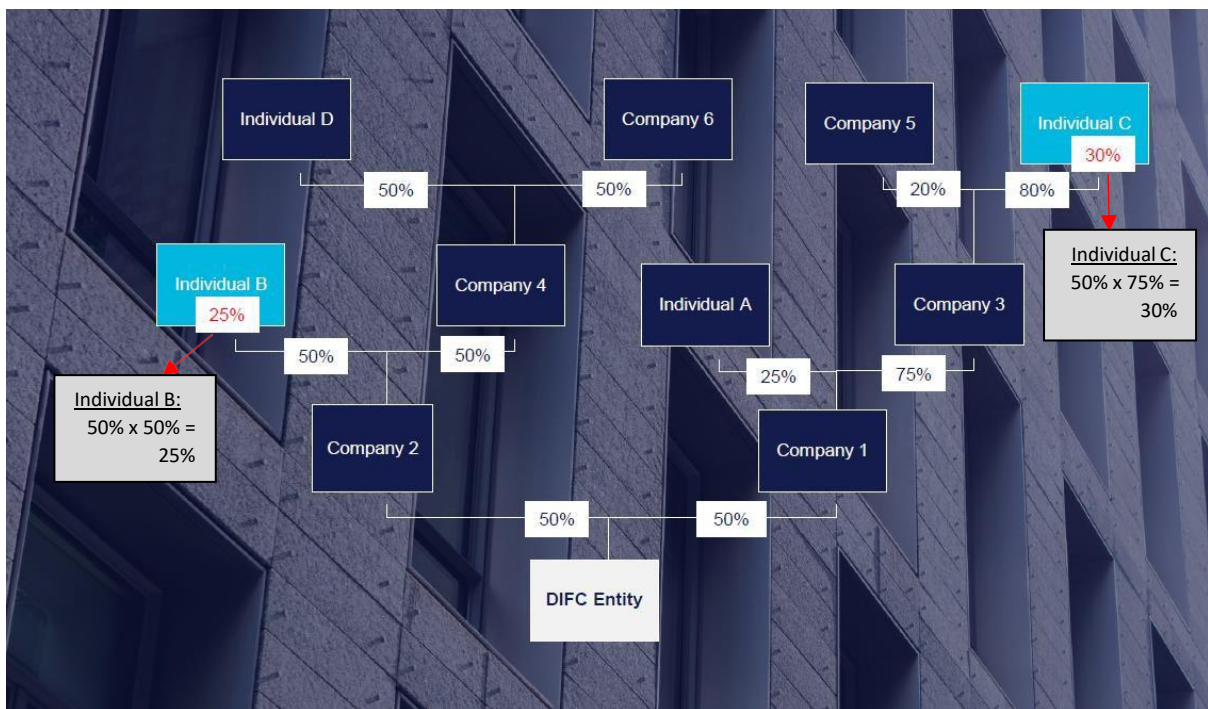 Individual D
Company 6
Company 5
Individual C
30%
50%
50%
20%
80%
Individual B
25%
Company 4
Individual A
Company 3
Individual C:
50% x 75% =
30%
50%
50%
25%
75%
Individual B:
50% x 50% =
25%
Company 2
Company 1
50%
50%
DIFC Entity